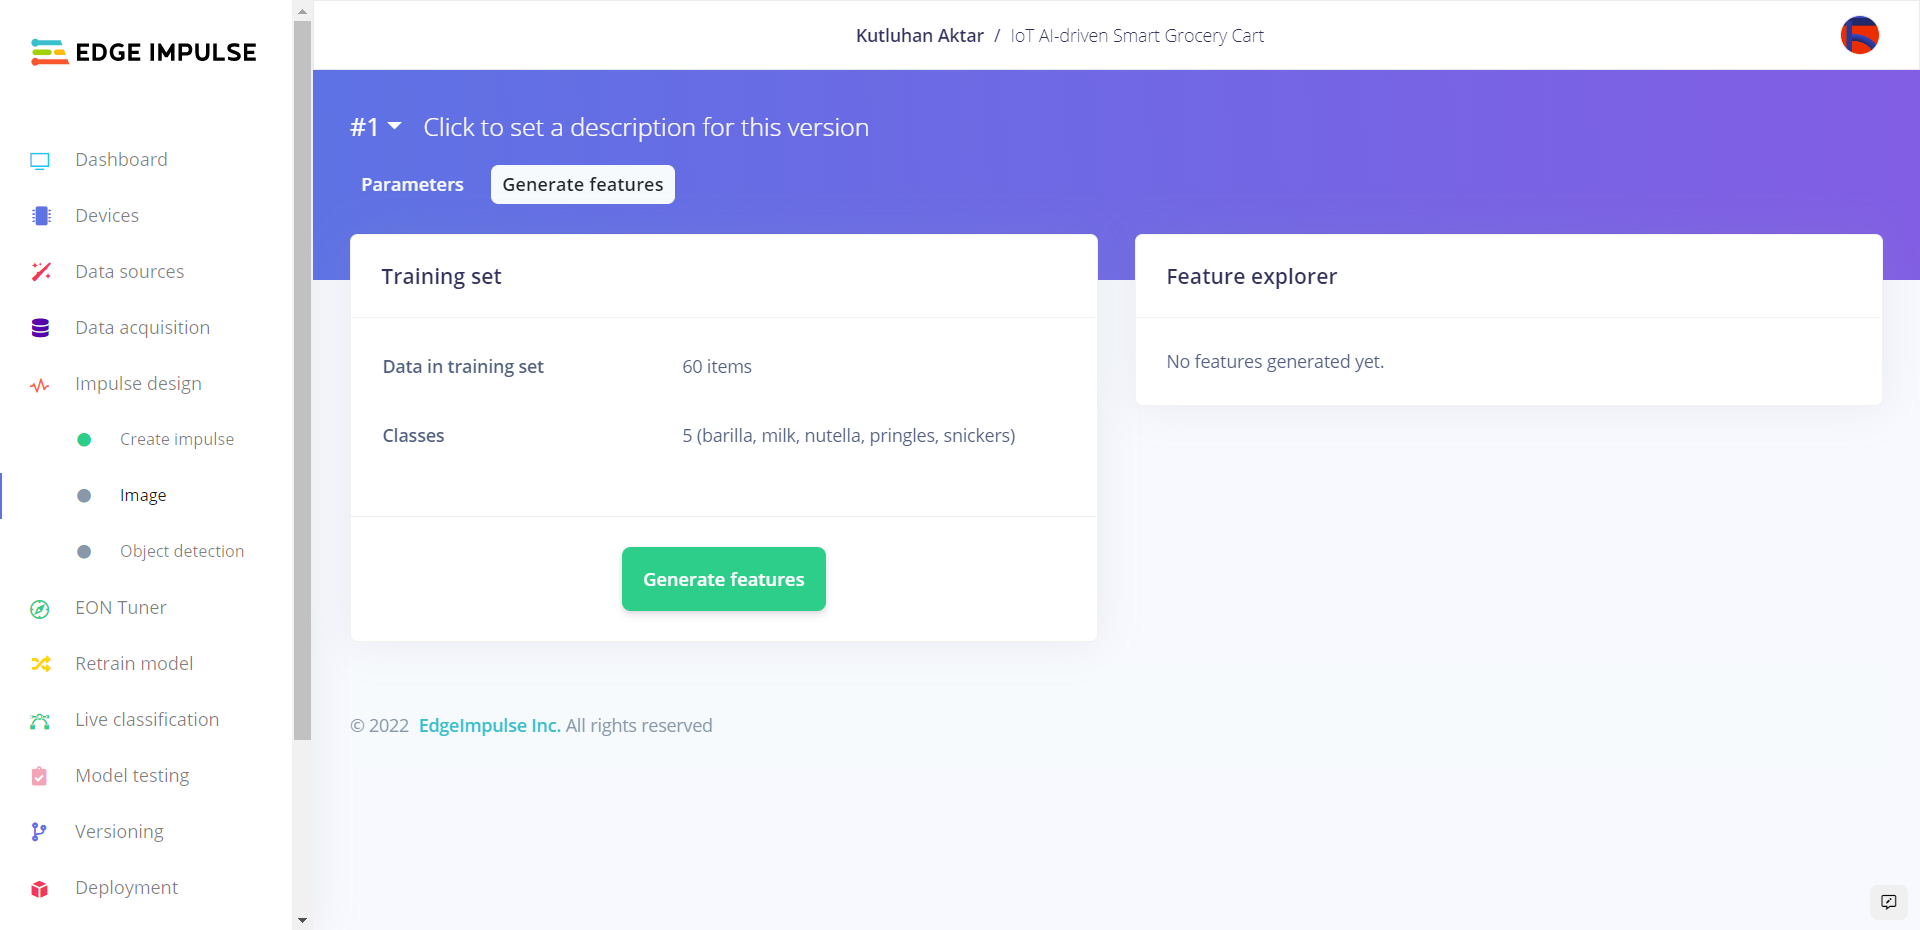 EDGE IMPULSE
Kutluhan Aktar / IoT AI-driven Smart Grocery Cart
Dashboard
Devices
Data sources
Data acquisition
Impulse design
Create impulse
Image
Object detection
EON Tuner
Retrain model
Live classification
Model testing
Versioning
Deployment
#1 Click to set a description for this version
Parameters Generate features
Training set
Data in training set 60 items
Classes 5 (barilla, milk, nutella, pringles, snickers)
Generate features
Feature explorer
No features generated yet.
© 2022 EdgeImpulse Inc. All rights reserved